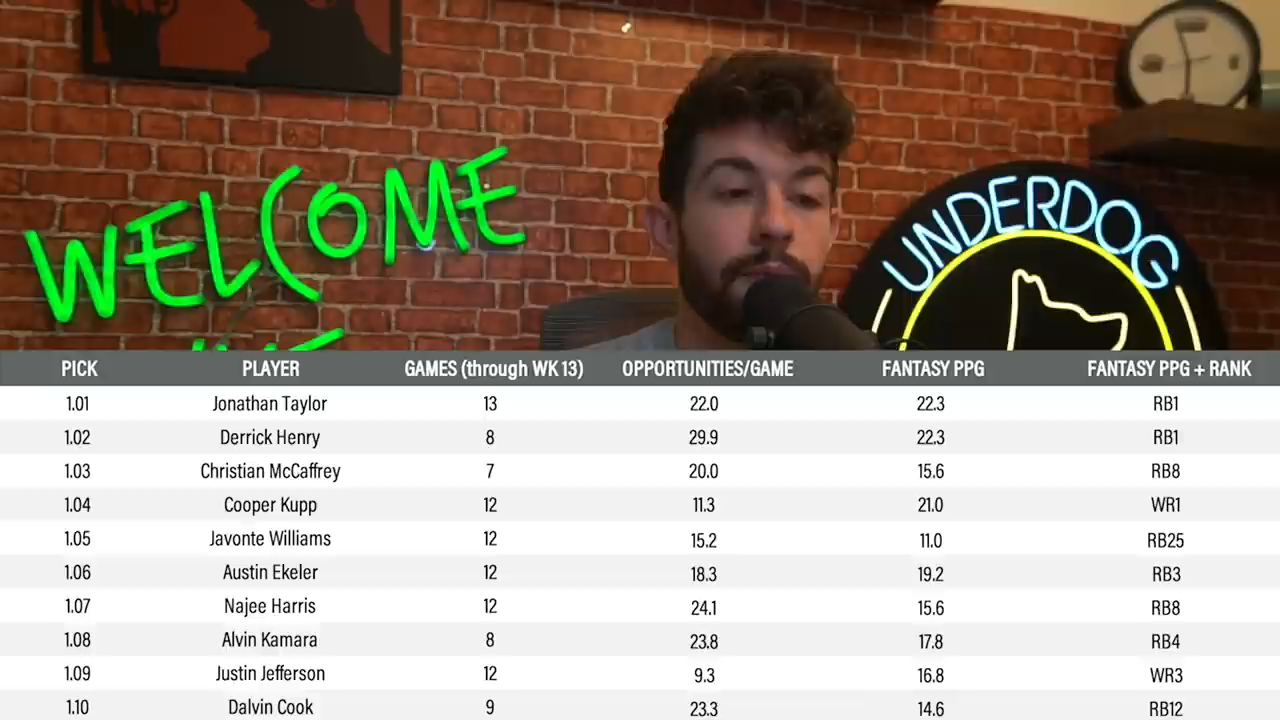 WELCOME
UNDERDOG
PICK PLAYER GAMES (through WK 13) OPPORTUNITIES/GAME FANTASY PPG FANTASY PPG + RANK
1.01 Jonathan Taylor 13 22.0 22.3 RB1
1.02 Derrick Henry 8 29.9 22.3 RB1
1.03 Christian McCaffrey 7 20.0 15.6 RB8
1.04 Cooper Kupp 12 11.3 21.0 WR1
1.05 Javonte Williams 12 15.2 11.0 RB25
1.06 Austin Ekeler 12 18.3 19.2 RB3
1.07 Najee Harris 12 24.1 15.6 RB8
1.08 Alvin Kamara 8 23.8 17.8 RB4
1.09 Justin Jefferson 12 9.3 16.8 WR3
1.10 Dalvin Cook 9 23.3 14.6 RB12